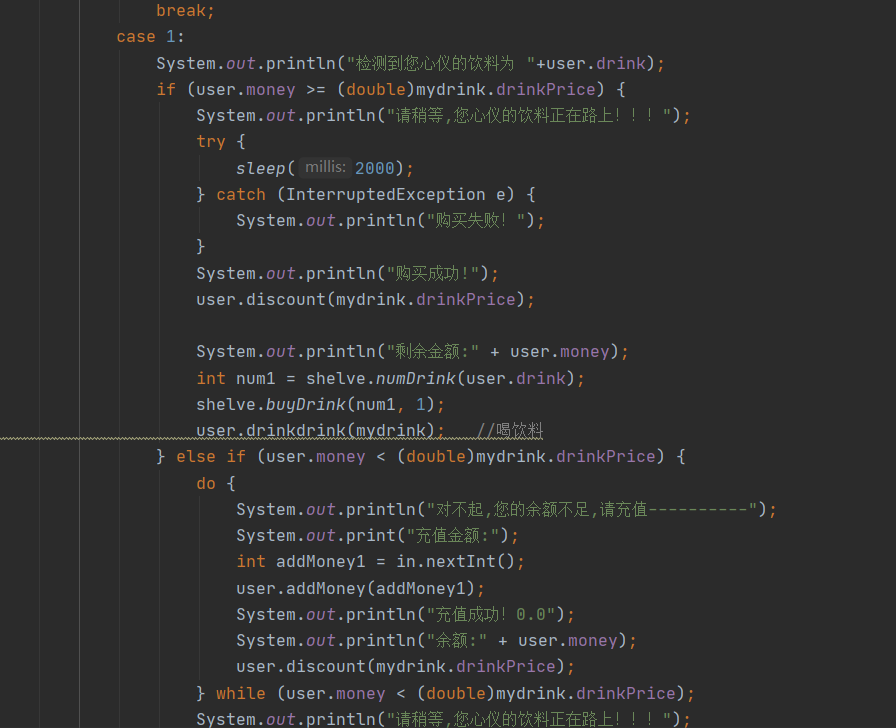 break;
case 1:
System.out.println("检测到您心仪的饮料为 "+user.drink);
if (user.money >= (double)mydrink.drinkPrice) {
System.out.println("请稍等,您心仪的饮料正在路上！！！");
try {
sleep( millis: 2000);
} catch (InterruptedException e) {
System.out.println("购买失败！");
}
System.out.println("购买成功!");
user.discount(mydrink.drinkPrice);
System.out.println("剩余金额:" + user.money);
int num1 = shelve.numDrink(user.drink);
shelve.buyDrink(num1, 1);
user.drinkdrink(mydrink);   //喝饮料
} else if (user.money < (double)mydrink.drinkPrice) {
do {
System.out.println("对不起,您的余额不足,请充值----------");
System.out.print("充值金额:");
int addMoney1 = in.nextInt();
user.addMoney(addMoney1);
System.out.println("充值成功！0.0");
System.out.println("余额:" + user.money);
user.discount(mydrink.drinkPrice);
} while (user.money < (double)mydrink.drinkPrice);
System.out.println("请稍等,您心仪的饮料正在路上！！！");